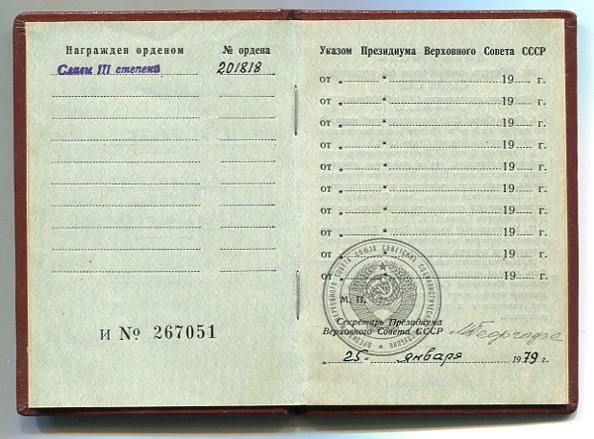 Награжден орденом № ордена
Славы III степени 201818
И № 267051
Указом Президиума Верховного Совета СССР
от „ “ 19 г.
от „ “ 19 г.
от „ “ 19 г.
от „ “ 19 г.
от „ “ 19 г.
от „ “ 19 г.
от „ “ 19 г.
от „ “ 19 г.
от „ “ 19 г.
от „ “ 19 г.
М. П.
Секретарь Президиума
Верховного Совета СССР МГеоргадзе
„ 25 “ января 1979 г.